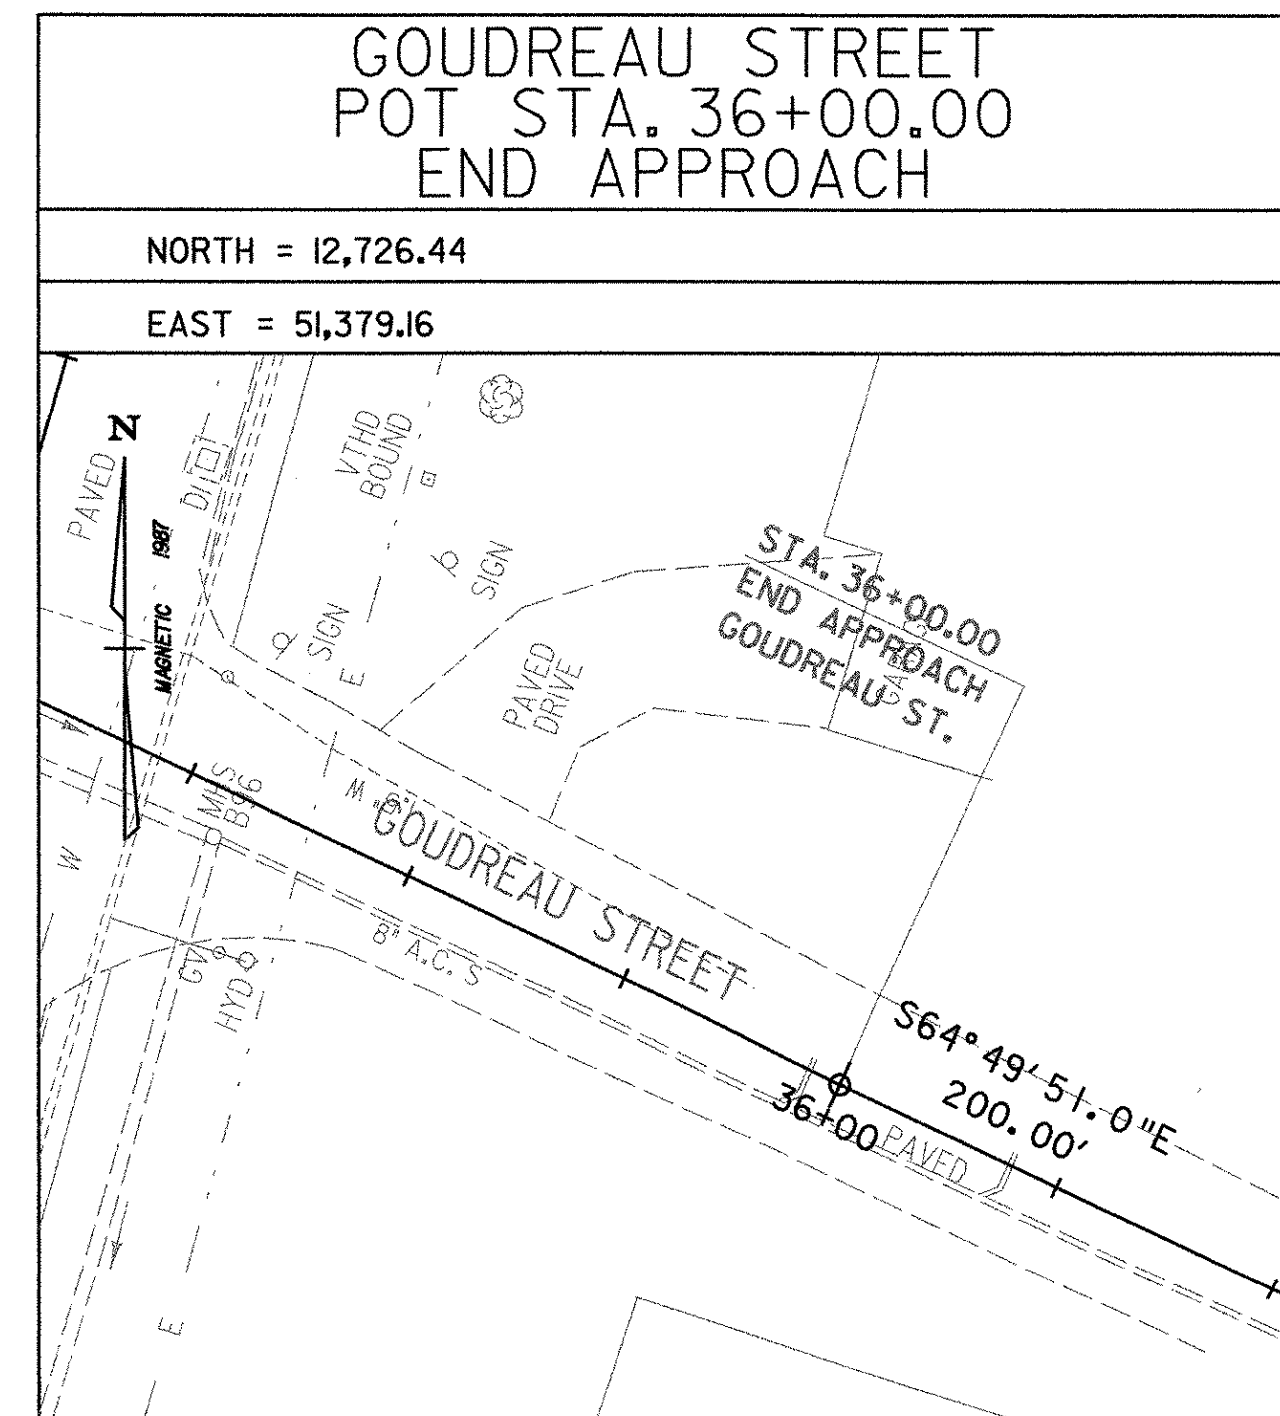 GOUDREAU STREET
POT STA. 36+00.00
END APPROACH
NORTH = 12,726.44
EAST = 51,379.16
N
MAGNETIC 1987
PAVED
DI
VTHD
BOUND
SIGN
SIGN
E
STA. 36+00.00
END APPROACH
GOUDREAU ST.
PAVED
DRIVE
W 6"
GOUDREAU STREET
W
8" A.C. S
GV
HYD
S64°49'51.0"E
200.00'
36+00
PAVED
E